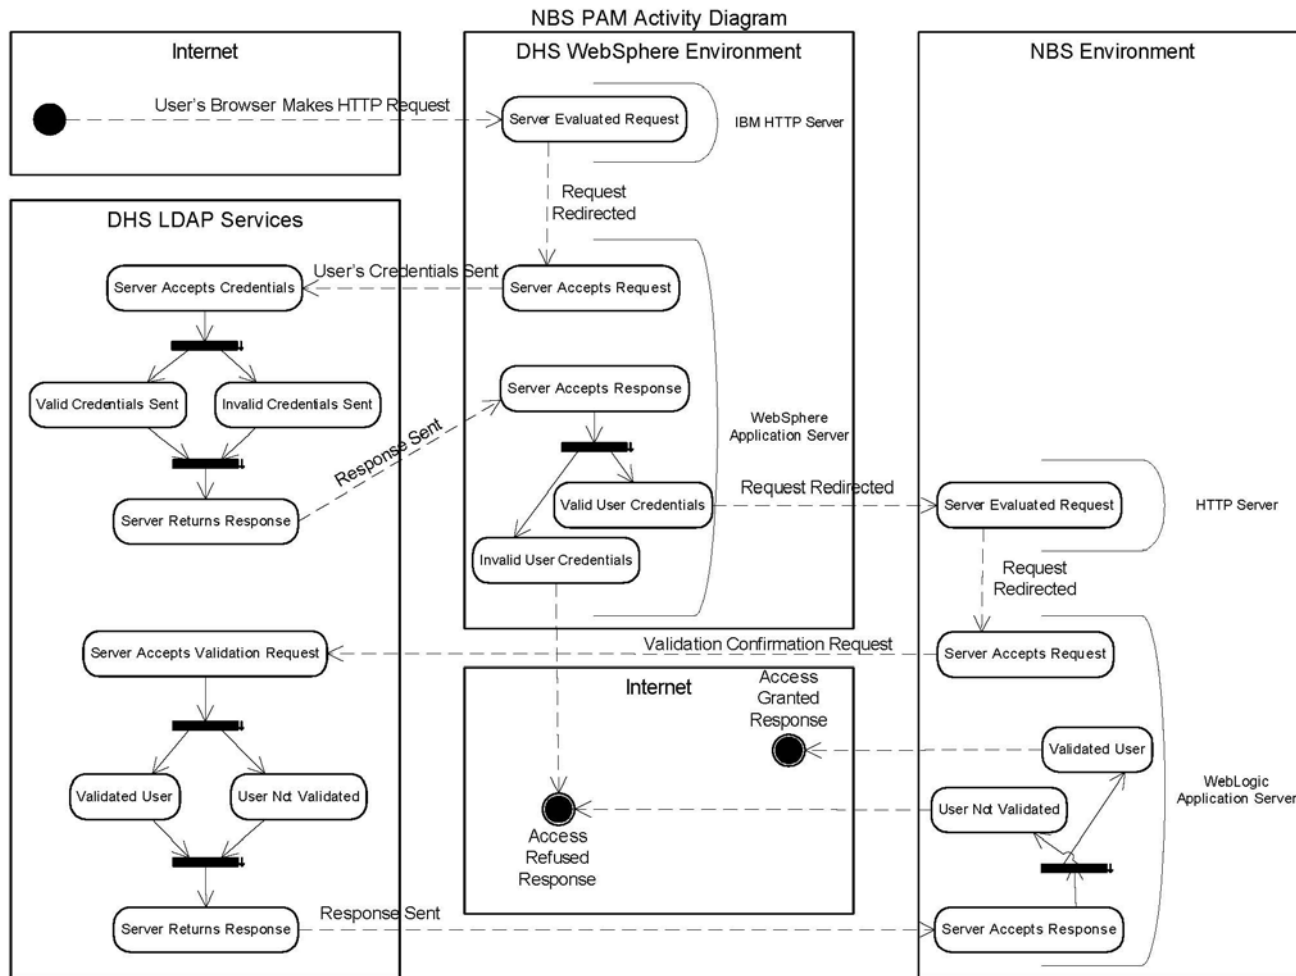 NBS PAM Activity Diagram
Internet
User's Browser Makes HTTP Request
DHS WebSphere Environment
Server Evaluated Request
IBM HTTP Server
Request
Redirected
NBS Environment
DHS LDAP Services
User's Credentials Sent
Server Accepts Credentials
Server Accepts Request
Valid Credentials Sent
Invalid Credentials Sent
Server Returns Response
Response Sent
Server Accepts Response
WebSphere
Application Server
Valid User Credentials
Invalid User Credentials
Request Redirected
Server Evaluated Request
HTTP Server
Request
Redirected
Server Accepts Request
Validation Confirmation Request
Server Accepts Validation Request
Validated User
User Not Validated
Server Returns Response
Response Sent
Internet
Access
Granted
Response
Access
Refused
Response
Validated User
User Not Validated
WebLogic
Application Server
Server Accepts Response